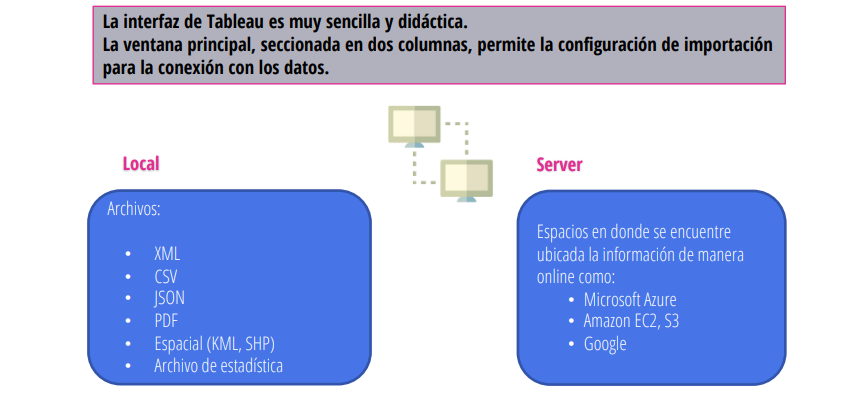 La interfaz de Tableau es muy sencilla y didáctica.
La ventana principal, seccionada en dos columnas, permite la configuración de importación
para la conexión con los datos.
Local
Archivos:
• XML
• CSV
• JSON
• PDF
• Espacial (KML, SHP)
• Archivo de estadística
Server
Espacios en donde se encuentre
ubicada la información de manera
online como:
• Microsoft Azure
• Amazon EC2, S3
• Google